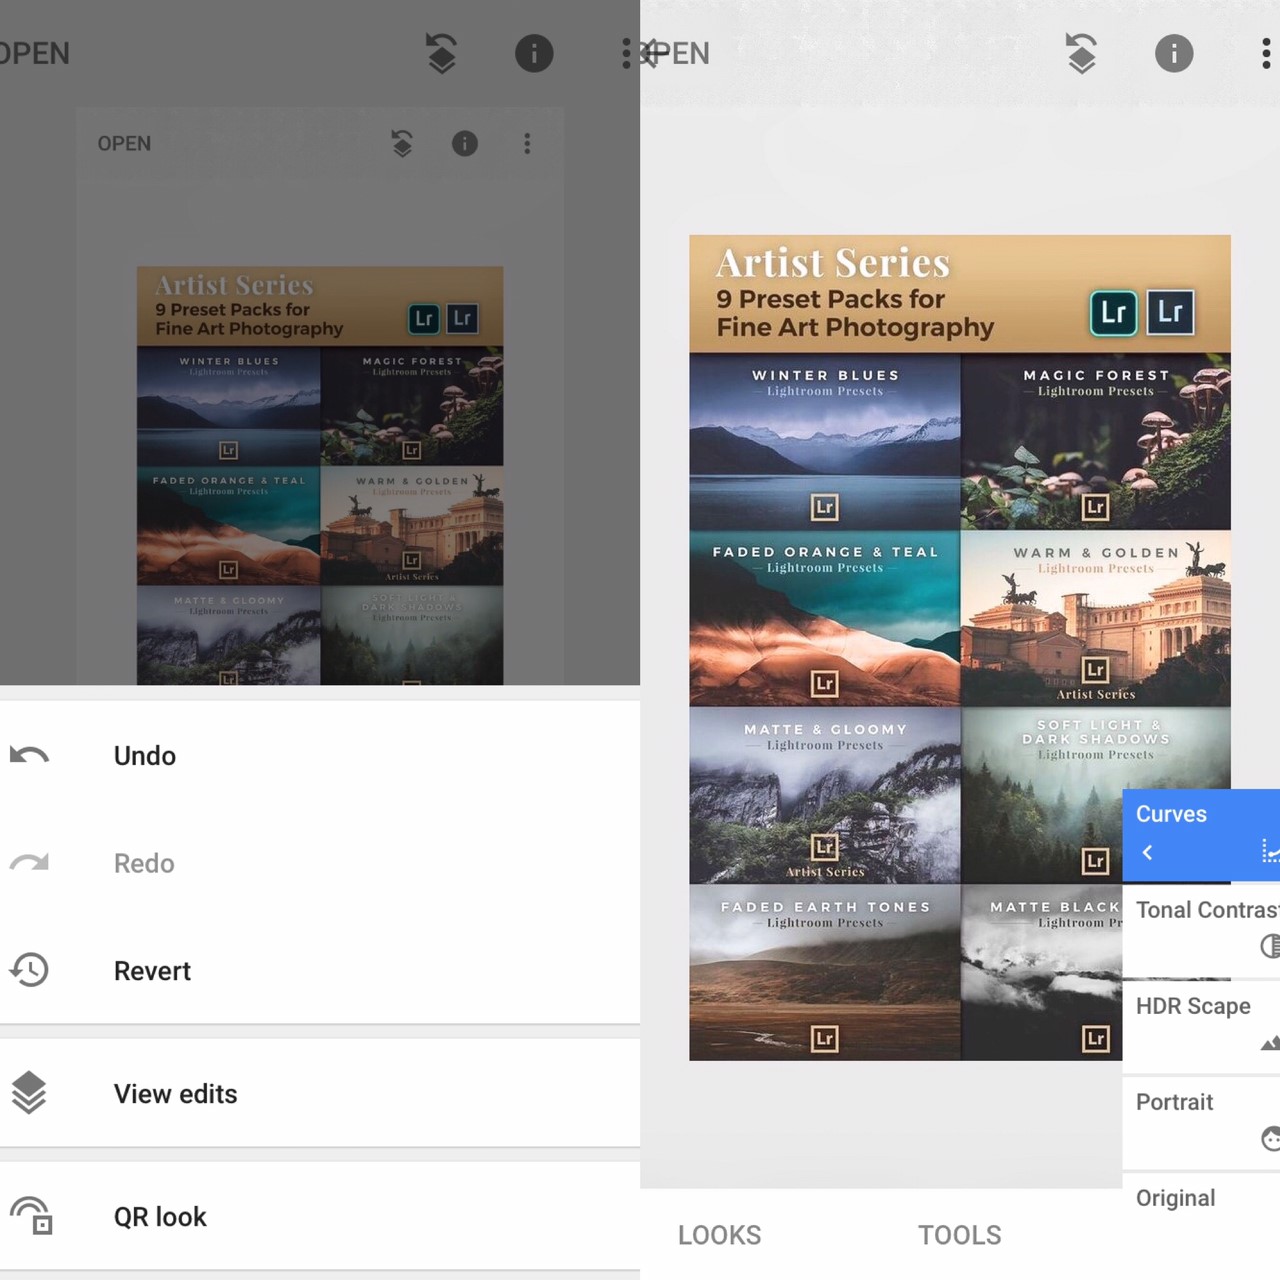 OPEN
OPEN
Artist Series
9 Preset Packs for
Fine Art Photography
Lr Lr
WINTER BLUES
Lightroom Presets
Lr
MAGIC FOREST
Lightroom Presets
Lr
FADED ORANGE & TEAL
Lightroom Presets
Lr
WARM & GOLDEN
Lightroom Presets
Lr
Artist Series
MATTE & GLOOMY
Lightroom Presets
Lr
SOFT LIGHT &
DARK SHADOWS
Lightroom Presets
Undo
Redo
Revert
View edits
QR look
OPEN
Artist Series
9 Preset Packs for
Fine Art Photography
Lr Lr
WINTER BLUES
Lightroom Presets
Lr
MAGIC FOREST
Lightroom Presets
Lr
FADED ORANGE & TEAL
Lightroom Presets
Lr
WARM & GOLDEN
Lightroom Presets
Lr
Artist Series
MATTE & GLOOMY
Lightroom Presets
Lr
Artist Series
SOFT LIGHT &
DARK SHADOWS
Lightroom Presets
Lr
FADED EARTH TONES
Lightroom Presets
Lr
MATTE BLACK
Lightroom Pr
Lr
Curves
Tonal Contras
HDR Scape
Portrait
Original
LOOKS
TOOLS